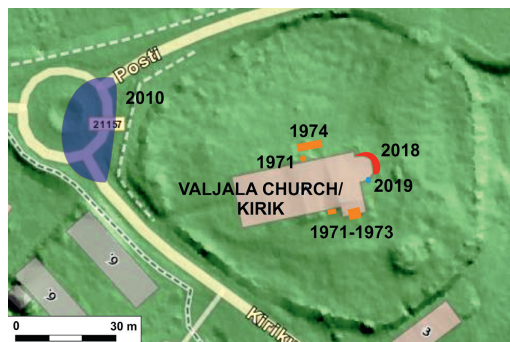 Posti
2010
21157
1974
1971
2018
2019
VALJALA CHURCH/
KIRIK
1971-1973
9
9
Kiriku
3
0
30 m